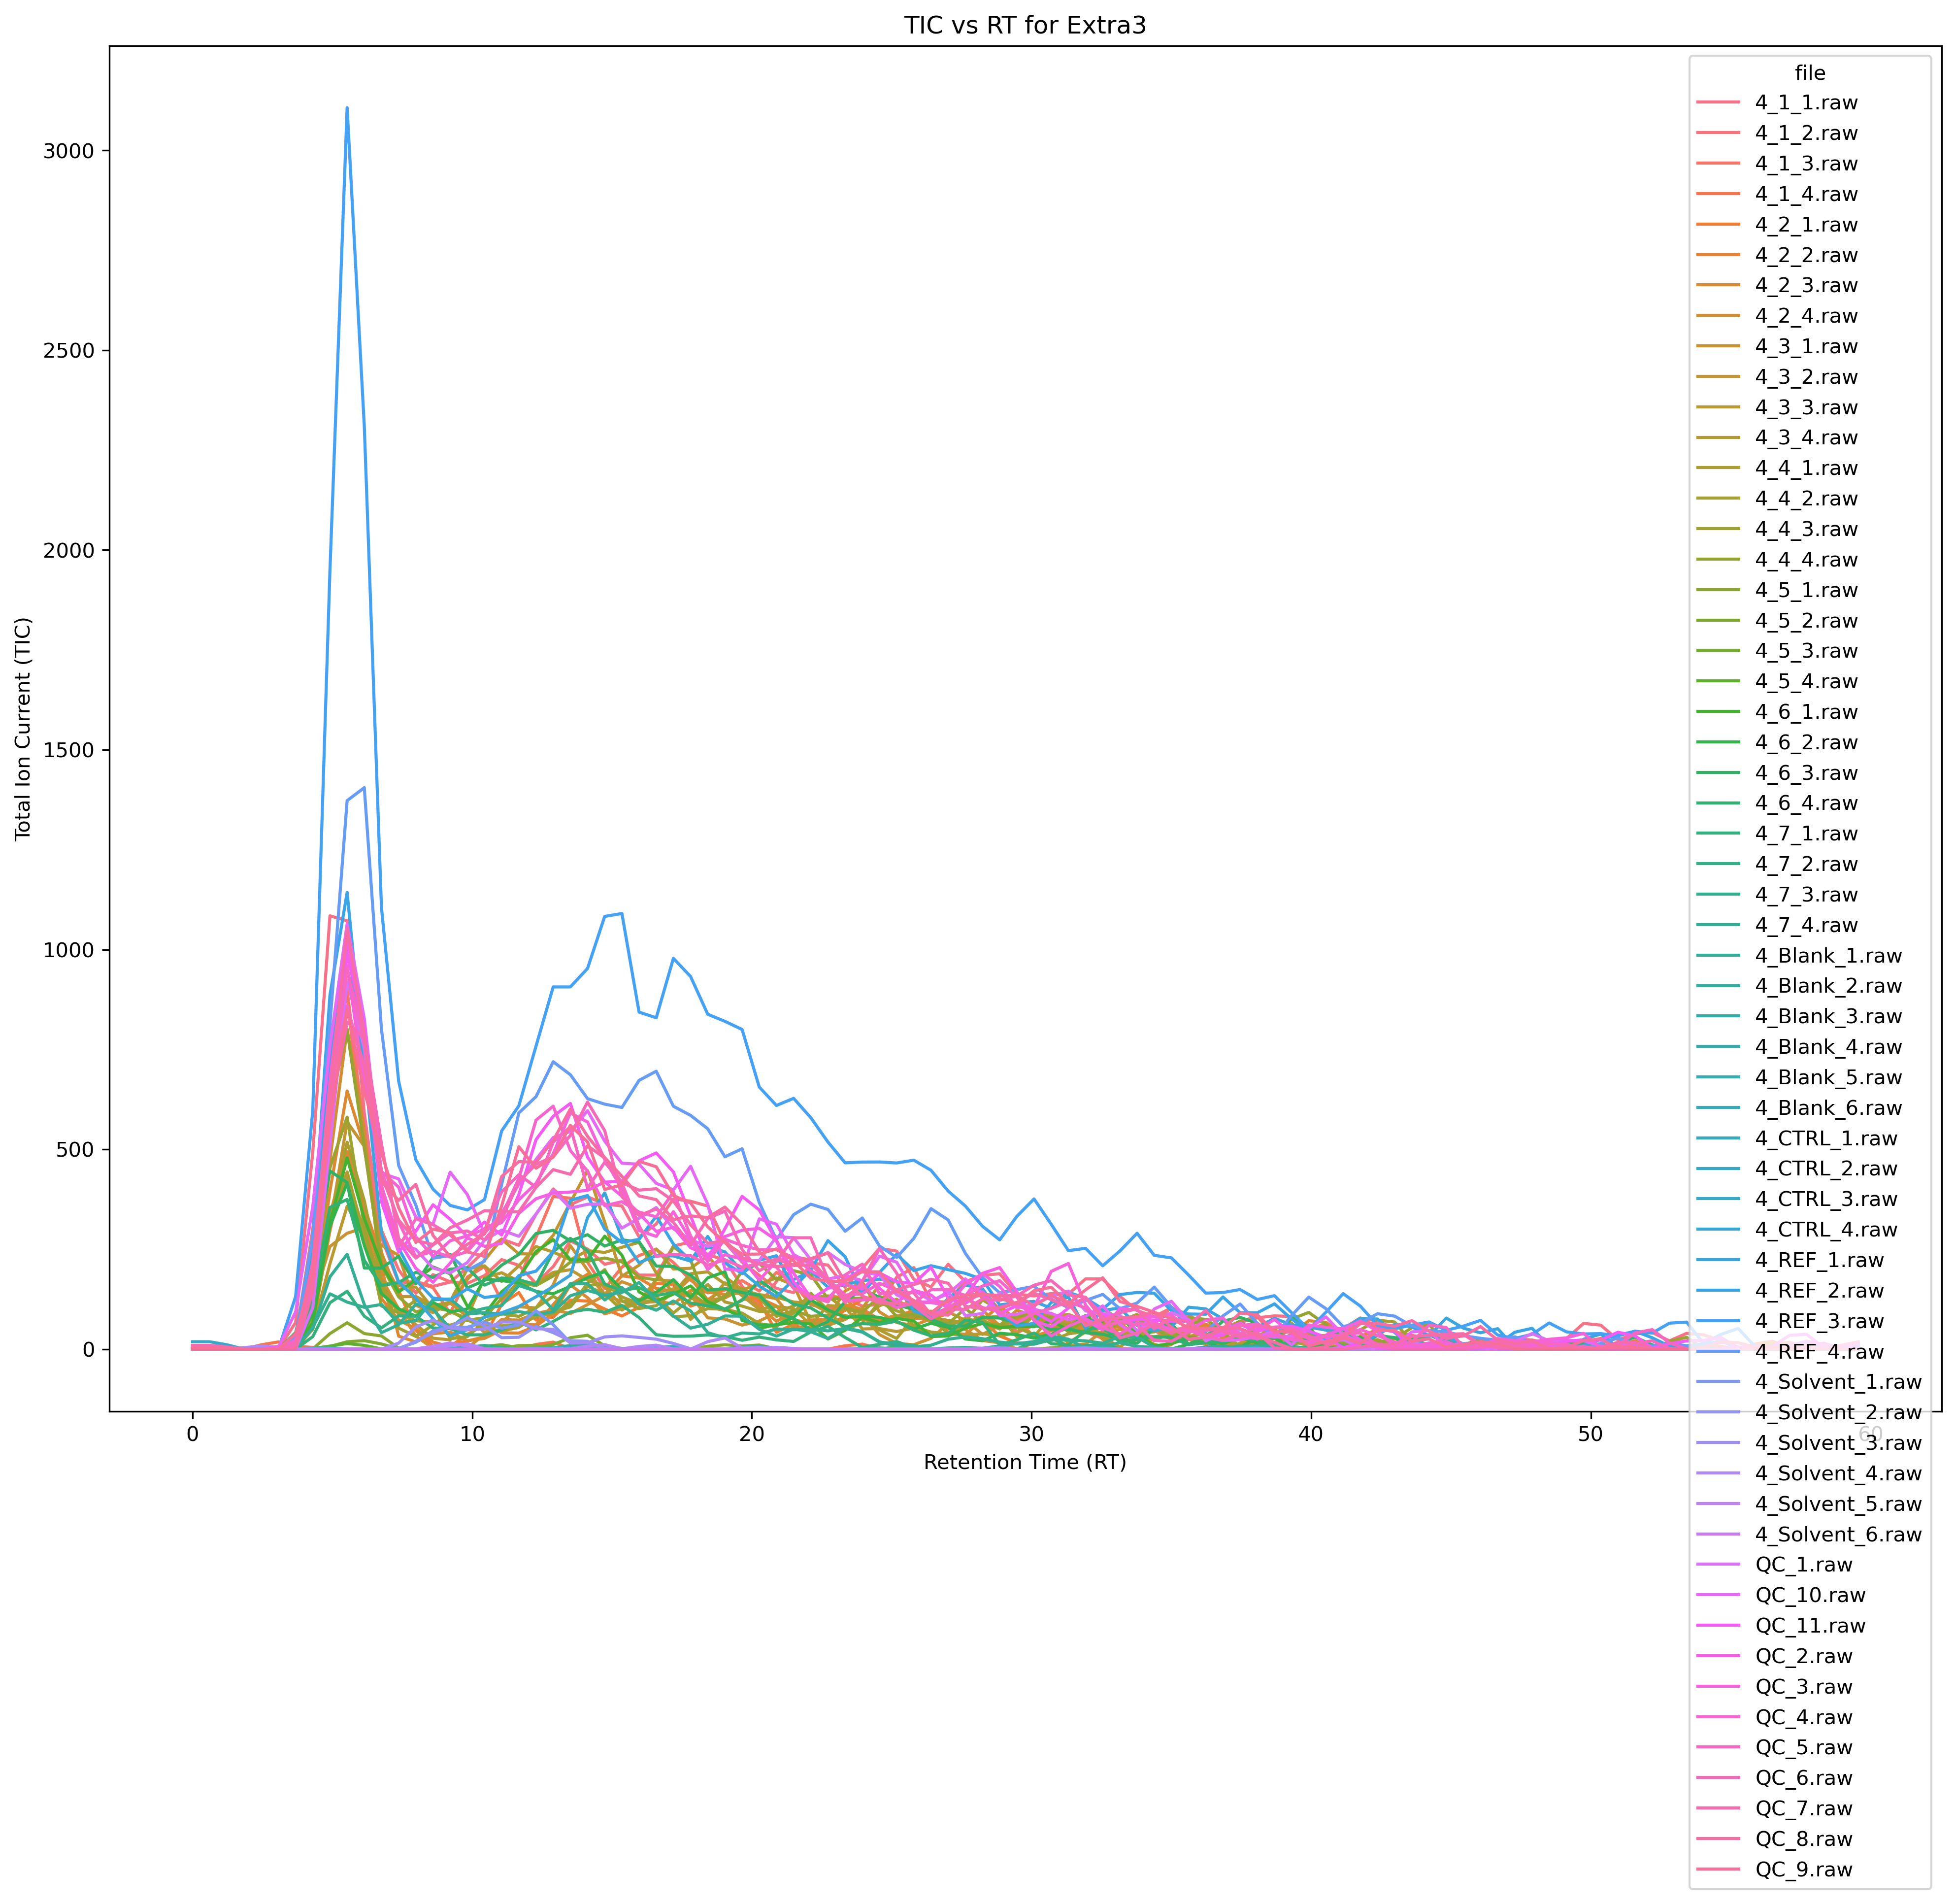 TIC vs RT for Extra3
Total Ion Current (TIC)
3000
2500
2000
1500
1000
500
0
0 10 20 30 40 50 60
Retention Time (RT)
file
4_1_1.raw
4_1_2.raw
4_1_3.raw
4_1_4.raw
4_2_1.raw
4_2_2.raw
4_2_3.raw
4_2_4.raw
4_3_1.raw
4_3_2.raw
4_3_3.raw
4_3_4.raw
4_4_1.raw
4_4_2.raw
4_4_3.raw
4_4_4.raw
4_5_1.raw
4_5_2.raw
4_5_3.raw
4_5_4.raw
4_6_1.raw
4_6_2.raw
4_6_3.raw
4_6_4.raw
4_7_1.raw
4_7_2.raw
4_7_3.raw
4_7_4.raw
4_Blank_1.raw
4_Blank_2.raw
4_Blank_3.raw
4_Blank_4.raw
4_Blank_5.raw
4_Blank_6.raw
4_CTRL_1.raw
4_CTRL_2.raw
4_CTRL_3.raw
4_CTRL_4.raw
4_REF_1.raw
4_REF_2.raw
4_REF_3.raw
4_REF_4.raw
4_Solvent_1.raw
4_Solvent_2.raw
4_Solvent_3.raw
4_Solvent_4.raw
4_Solvent_5.raw
4_Solvent_6.raw
QC_1.raw
QC_10.raw
QC_11.raw
QC_2.raw
QC_3.raw
QC_4.raw
QC_5.raw
QC_6.raw
QC_7.raw
QC_8.raw
QC_9.raw